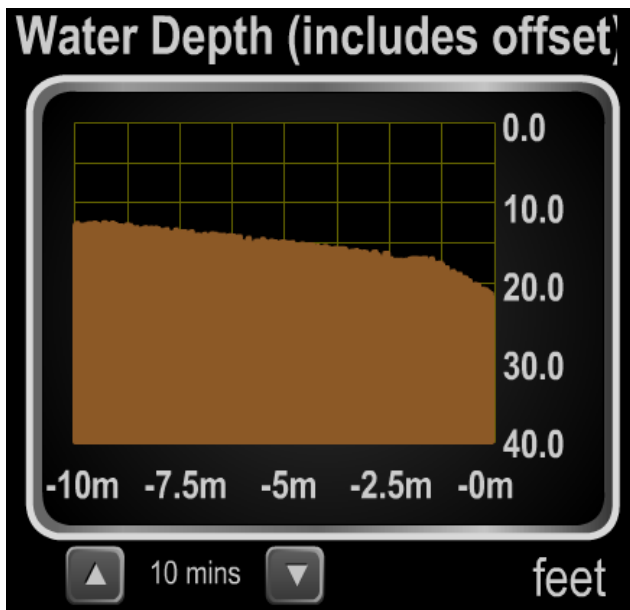 Water Depth (includes offset)
0.0
10.0
20.0
30.0
40.0
-10m -7.5m -5m -2.5m -0m
10 mins
feet